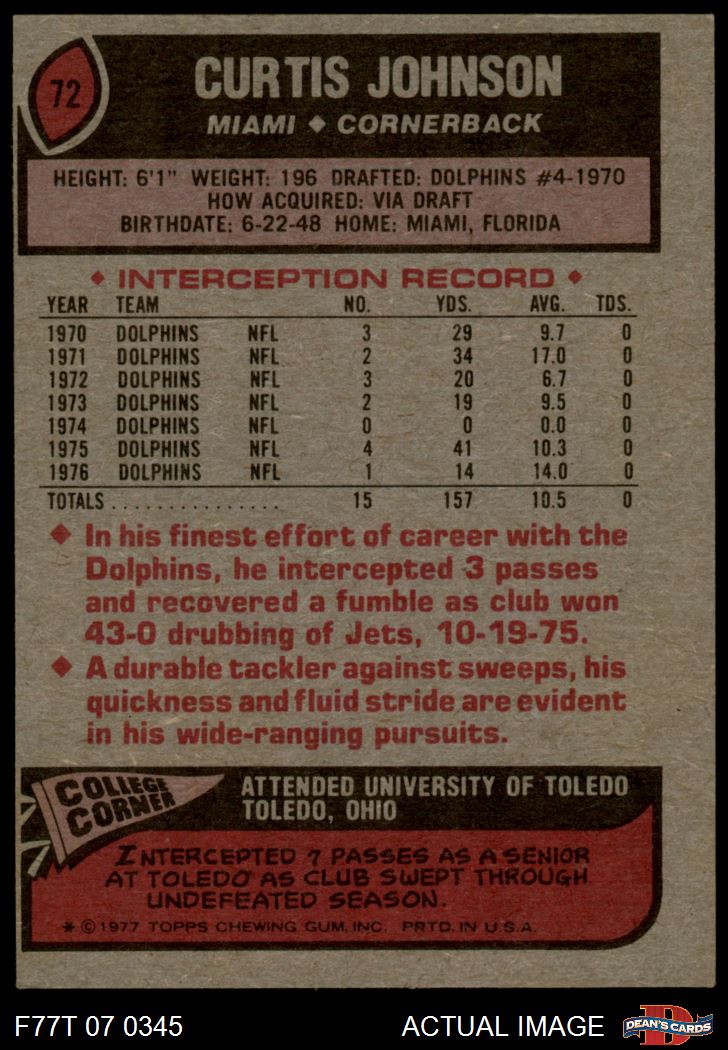 72
CURTIS JOHNSON
MIAMI ♦ CORNERBACK
HEIGHT: 6'1" WEIGHT: 196 DRAFTED: DOLPHINS #4-1970
HOW ACQUIRED: VIA DRAFT
BIRTHDATE: 6-22-48 HOME: MIAMI, FLORIDA
♦ INTERCEPTION RECORD ♦
YEAR TEAM NO. YDS. AVG. TDS.
1970 DOLPHINS NFL 3 29 9.7 0
1971 DOLPHINS NFL 2 34 17.0 0
1972 DOLPHINS NFL 3 20 6.7 0
1973 DOLPHINS NFL 2 19 9.5 0
1974 DOLPHINS NFL 0 0 0.0 0
1975 DOLPHINS NFL 4 41 10.3 0
1976 DOLPHINS NFL 1 14 14.0 0
TOTALS................ 15 157 10.5 0
♦ In his finest effort of career with the
Dolphins, he intercepted 3 passes
and recovered a fumble as club won
43-0 drubbing of Jets, 10-19-75.
♦ A durable tackler against sweeps, his
quickness and fluid stride are evident
in his wide-ranging pursuits.
COLLEGE
CORNER
ATTENDED UNIVERSITY OF TOLEDO
TOLEDO, OHIO
INTERCEPTED 7 PASSES AS A SENIOR
AT TOLEDO AS CLUB SWEPT THROUGH
UNDEFEATED SEASON.
* © 1977 TOPPS CHEWING GUM, INC. PRTD. IN U.S.A.
F77T 07 0345 ACTUAL IMAGE
D
DEAN'S CARDS